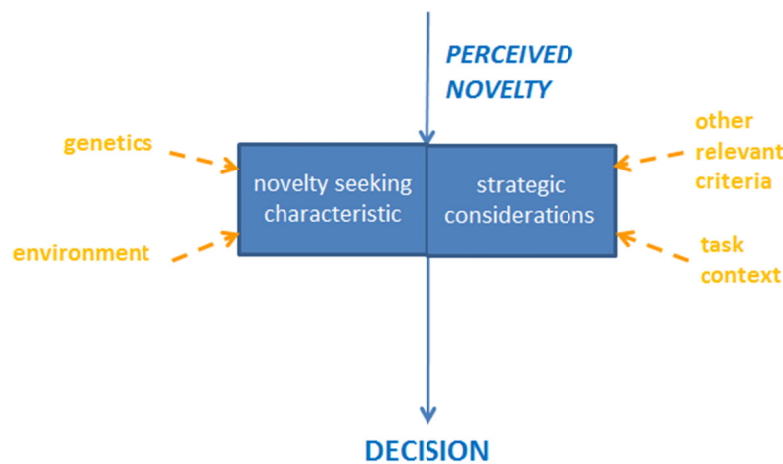 PERCEIVED
NOVELTY
genetics
environment
novelty seeking
characteristic
strategic
considerations
other
relevant
criteria
task
context
DECISION